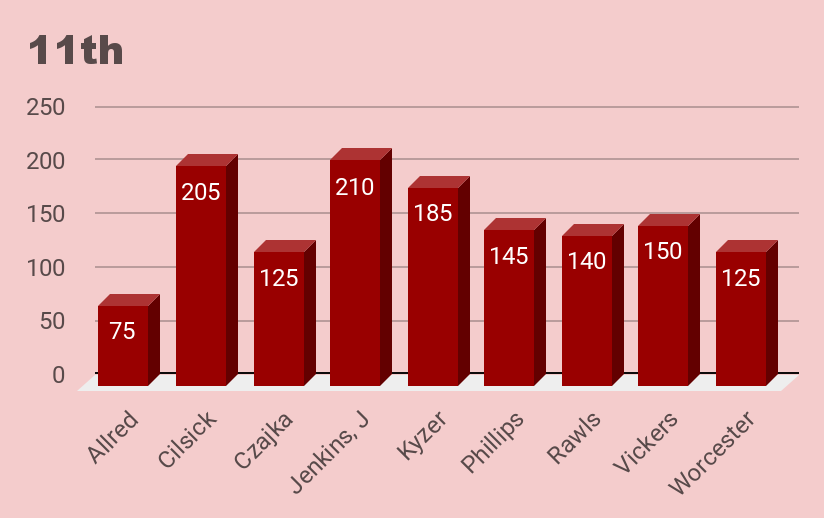 11th
250
200
150
100
50
0
75
205
125
210
185
145
140
150
125
Allred
Cilsick
Czajka
Jenkins, J
Kyzer
Phillips
Rawls
Vickers
Worcester